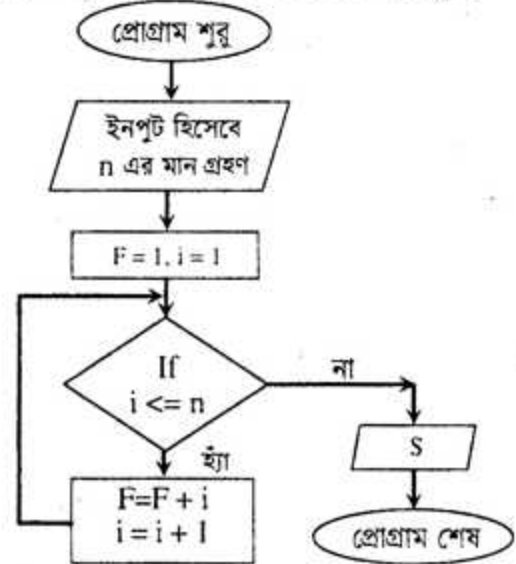 প্রোগ্রাম শুরু
ইনপুট হিসেবে
n এর মান গ্রহণ
F = 1, i = 1
If
i <= n
না
হ্যাঁ
S
F=F + i
i = i + 1
প্রোগ্রাম শেষ